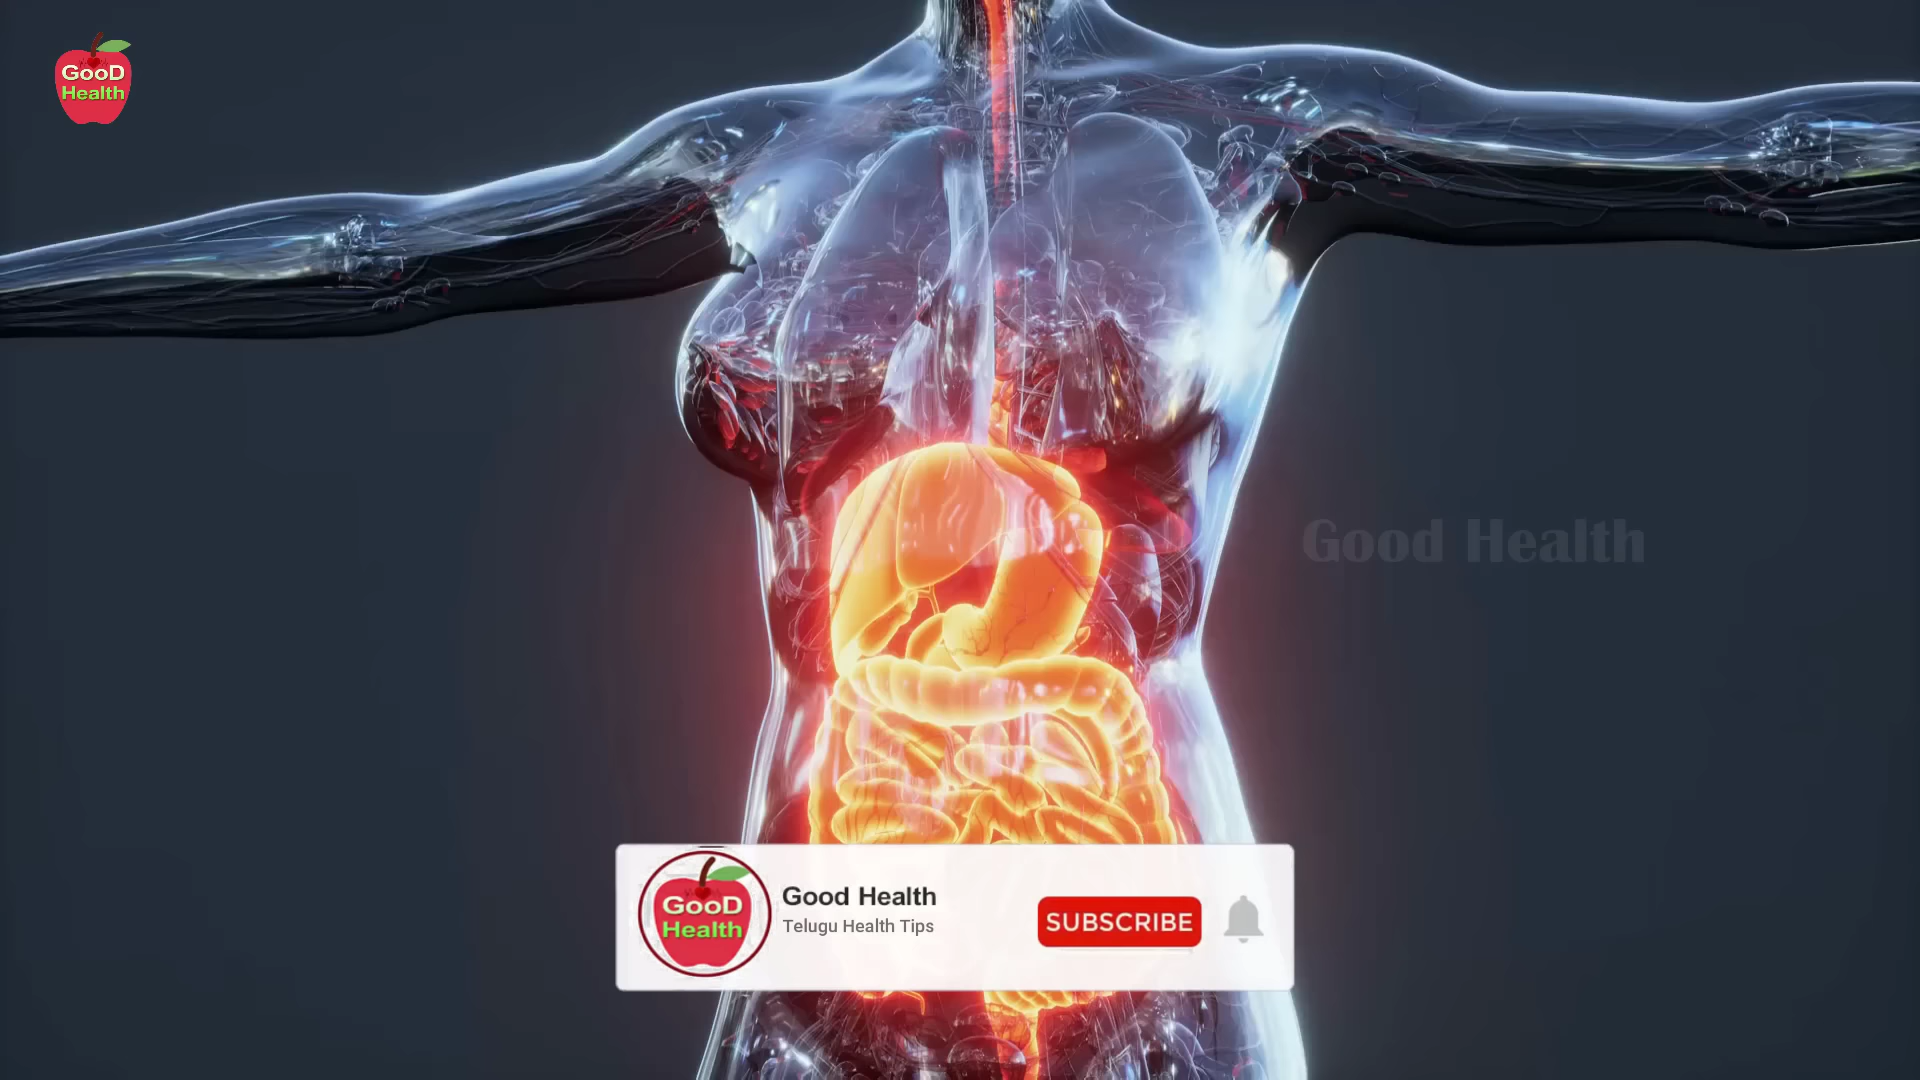 GooD
Health
Good Health
GooD
Health
Good Health
Telugu Health Tips
SUBSCRIBE